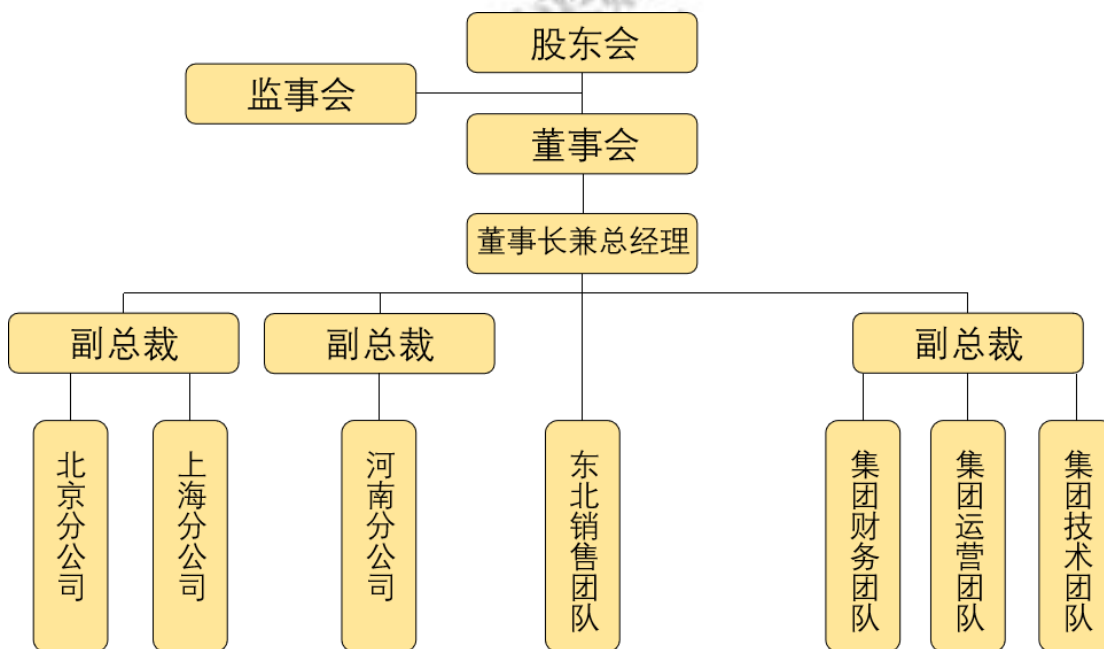 股东会
监事会
董事会
董事长兼总经理
副总裁
副总裁
副总裁
北京分公司
上海分公司
河南分公司
东北销售团队
集团财务团队
集团运营团队
集团技术团队